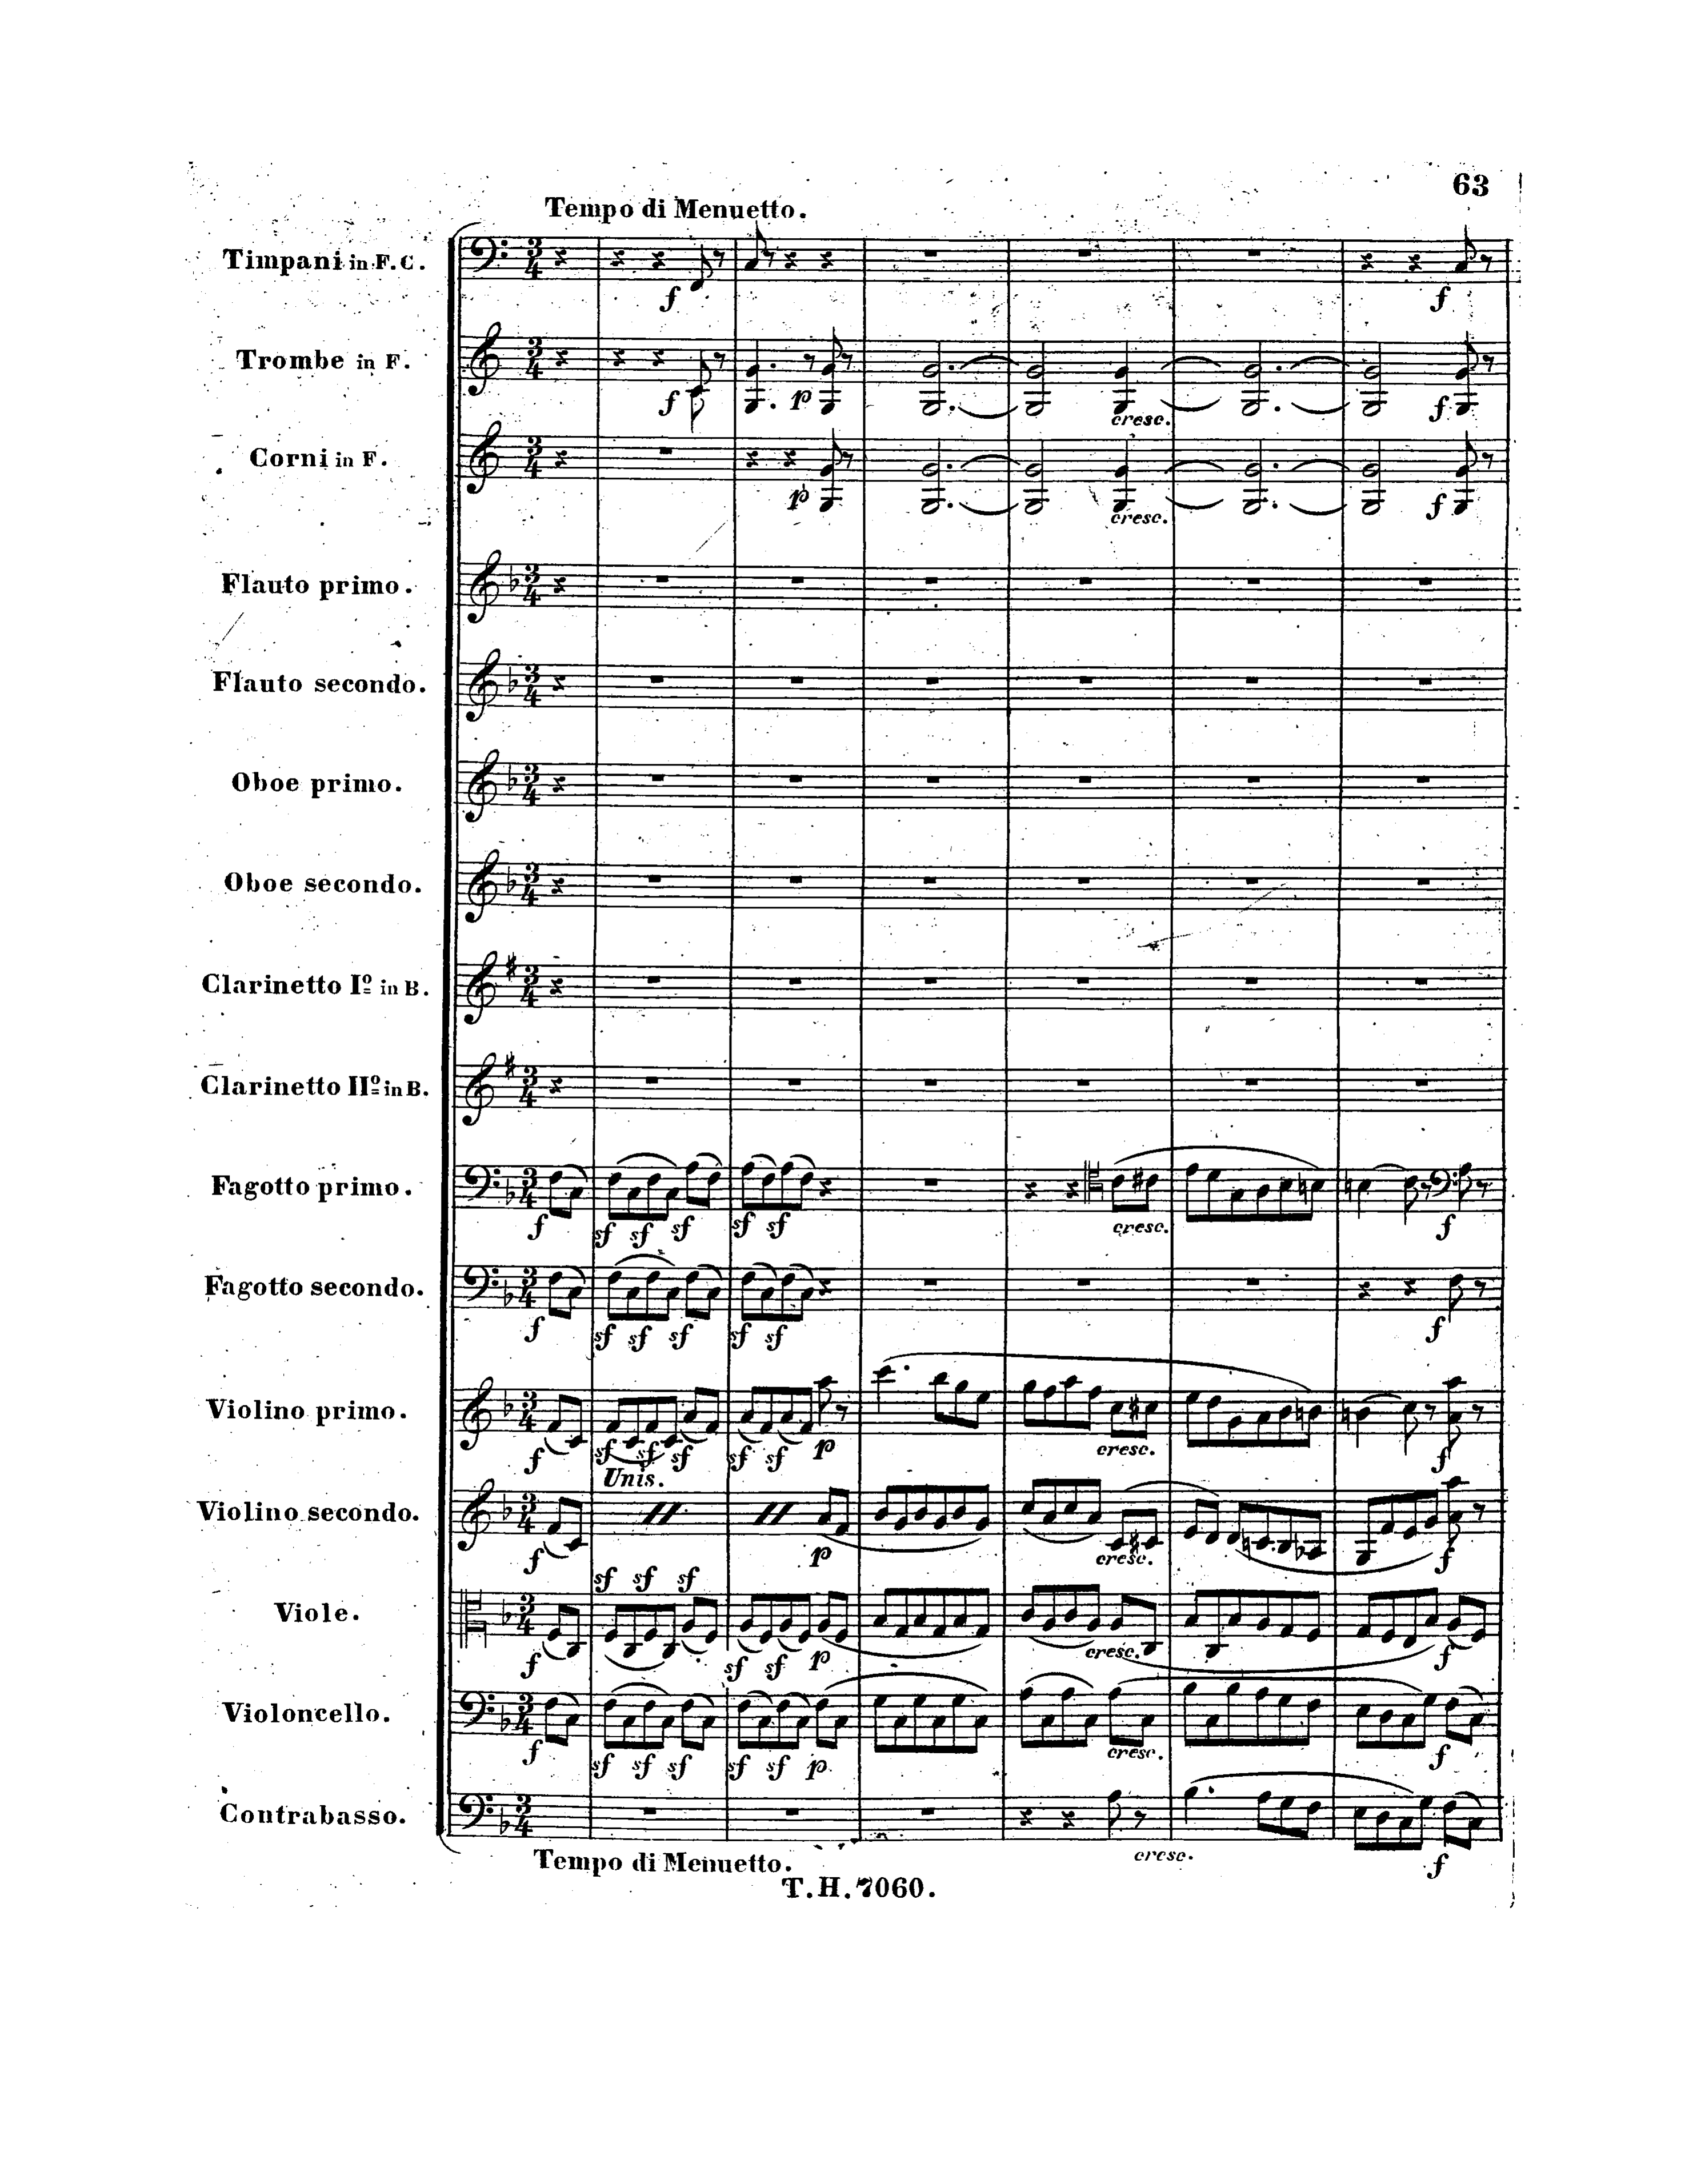 63
Tempo di Menuetto.
Timpani in F. C.
f
f
Trombe in F.
f
p
cresc.
f
Corni in F.
p
cresc.
f
Flauto primo.
Flauto secondo.
Oboe primo.
Oboe secondo.
Clarinetto Iº in B.
Clarinetto IIº in B.
Fagotto primo.
f sf sf sf sf sf cresc. f
Fagotto secondo.
f sf sf sf sf sf f
Violino primo.
f sf sf sf sf sf p cresc. f
Unis.
Violino secondo.
f p cresc. f
sf sf sf
Viole.
f sf sf p cresc. f
Violoncello.
f sf sf sf sf sf p cresc. f
Contrabasso.
cresc. f
Tempo di Menuetto.
T. H. 7060.